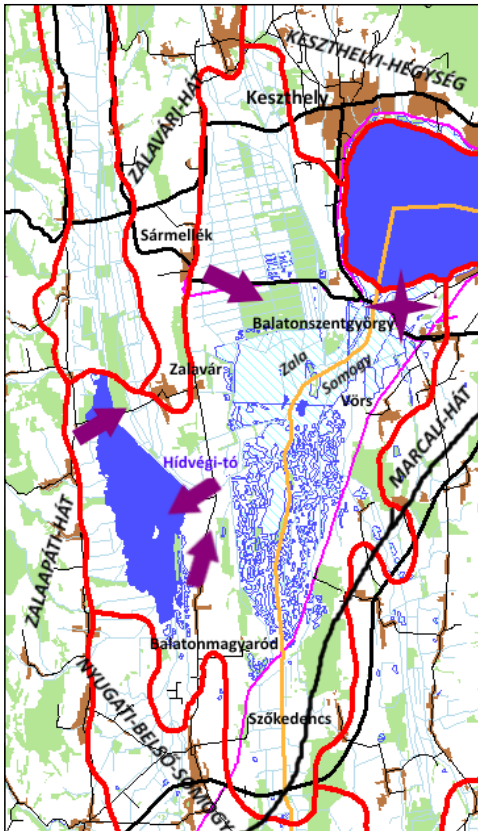 KESZTHELYI-HEGYSÉG
Keszthely
ZALAVÁRI-HÁT
Sármellék
Balatonszentgyörgy
Zala
Somogy
Zalavár
Vörs
MARCALI-HÁT
Hídvégi-tó
ZALAAPÁTI-HÁT
Balatonmagyaród
NYUGATI-BELSŐ-SOMOGY
Szőkedencs